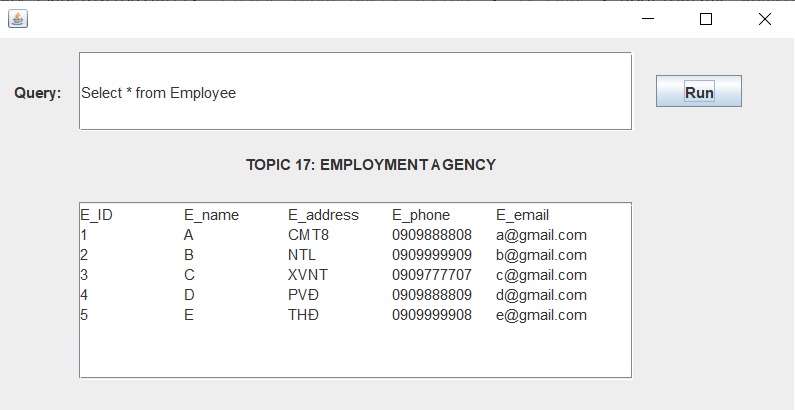 Query:
Select * from Employee
Run
TOPIC 17: EMPLOYMENT AGENCY
E_ID E_name E_address E_phone E_email
1 A CMT8 0909888808 a@gmail.com
2 B NTL 0909999909 b@gmail.com
3 C XVNT 0909777707 c@gmail.com
4 D PVĐ 0909888809 d@gmail.com
5 E THĐ 0909999908 e@gmail.com